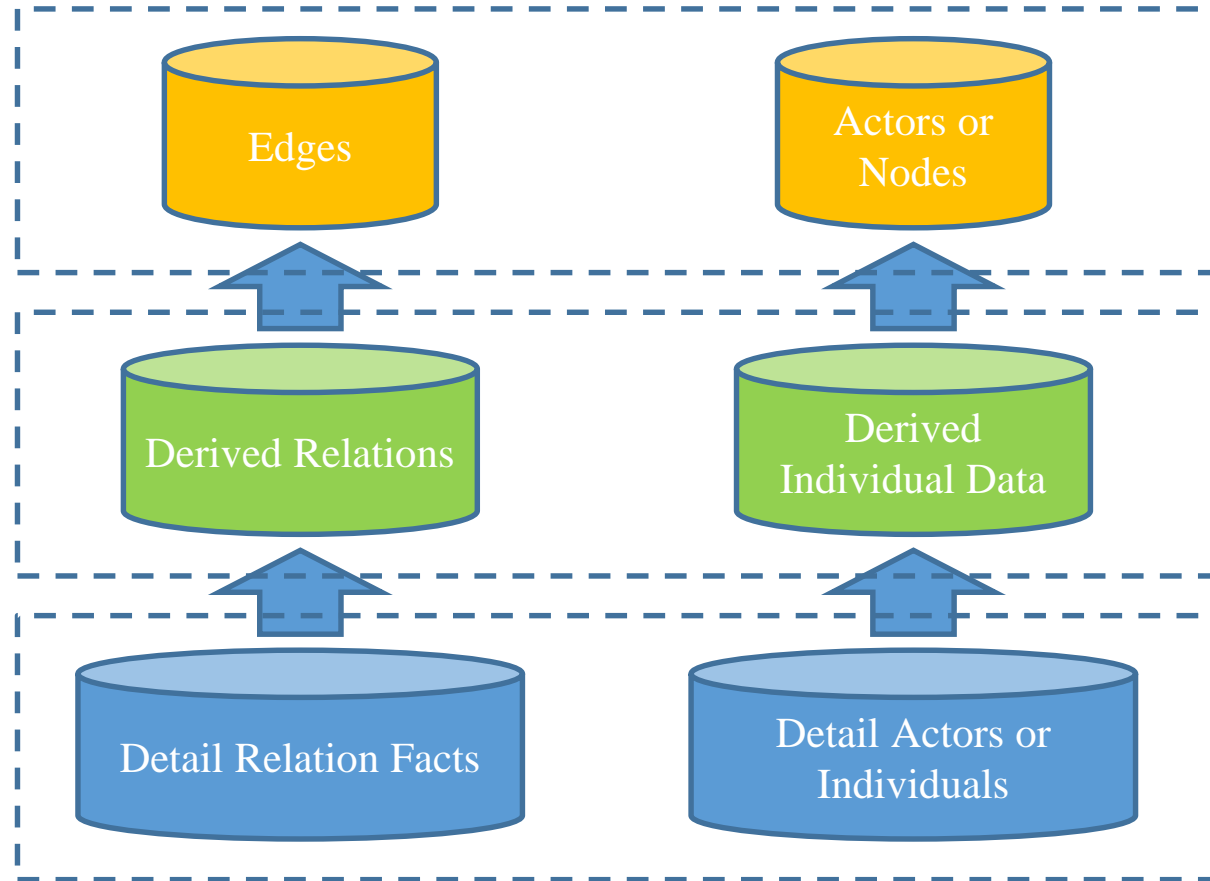 Edges
Actors or
Nodes
Derived Relations
Derived
Individual Data
Detail Relation Facts
Detail Actors or
Individuals